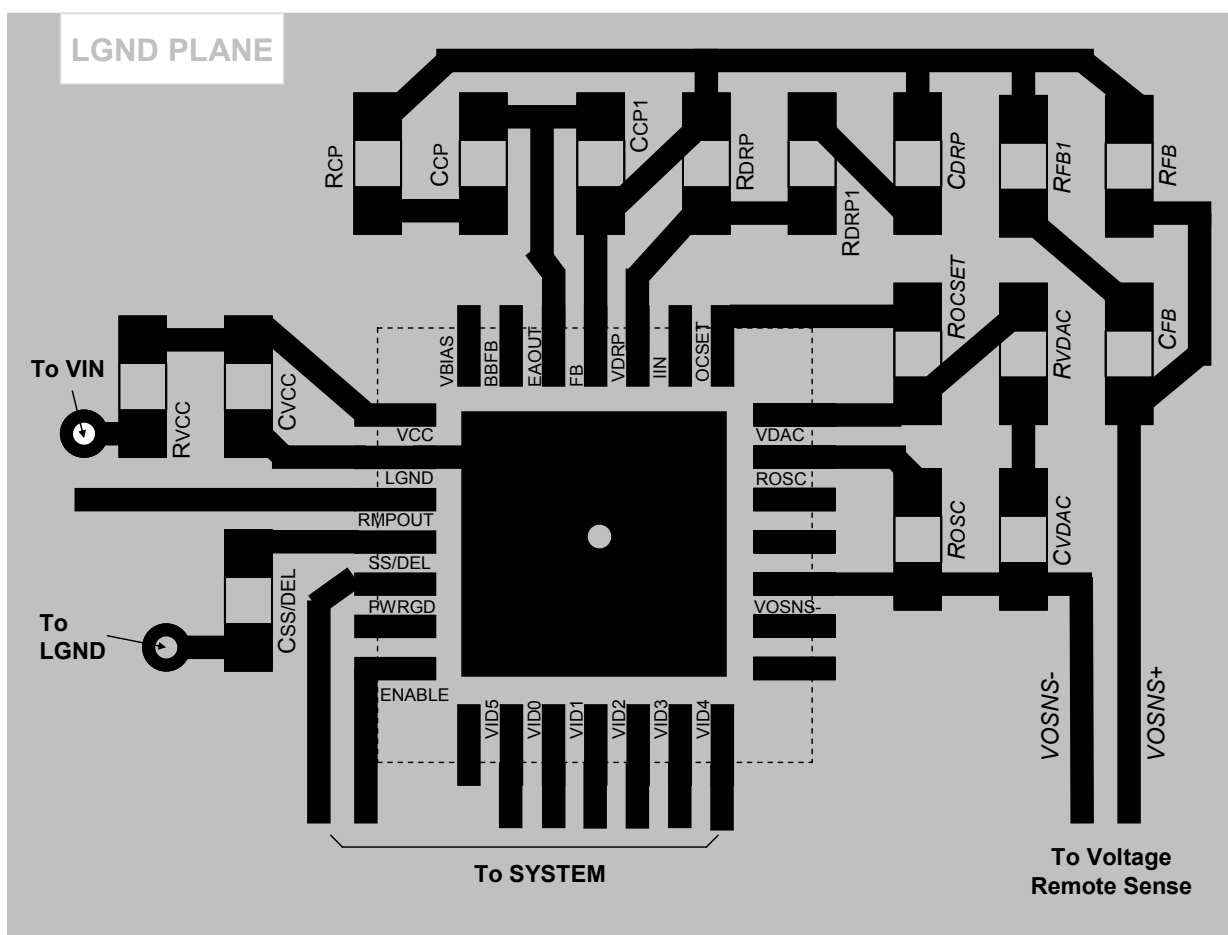 LGND PLANE
RCP
CCP
CCP1
RDRP
RDRP1
CDRP
RFB1
RFB
ROCSET
RVDAC
CFB
To VIN
RVCC
CVCC
VBIAS
BBFB
EAOUT
FB
VDRP
IIN
OCSET
VCC
LGND
RMPOUT
SS/DEL
PWRGD
ENABLE
VDAC
ROSC
VOSNS-
ROSC
CVDAC
To
LGND
CSS/DEL
VID5
VID0
VID1
VID2
VID3
VID4
VOSNS-
VOSNS+
To SYSTEM
To Voltage
Remote Sense